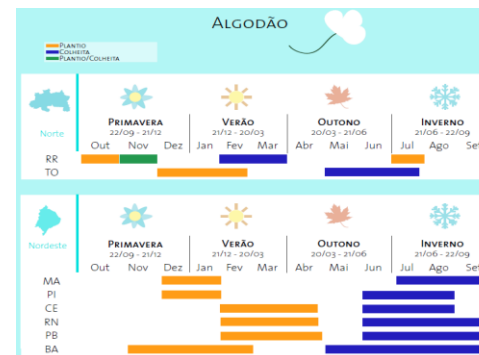 ALGODÃO
PLANTIO
COLHEITA
PLANTIO/COLHEITA
Norte
PRIMAVERA VERÃO OUTONO INVERNO
22/09 - 21/12 21/12 - 20/03 20/03 - 21/06 21/06 - 22/09
Out Nov Dez Jan Fev Mar Abr Mai Jun Jul Ago Set
RR
TO
Nordeste
PRIMAVERA VERÃO OUTONO INVERNO
22/09 - 21/12 21/12 - 20/03 20/03 - 21/06 21/06 - 22/09
Out Nov Dez Jan Fev Mar Abr Mai Jun Jul Ago Set
MA
PI
CE
RN
PB
BA